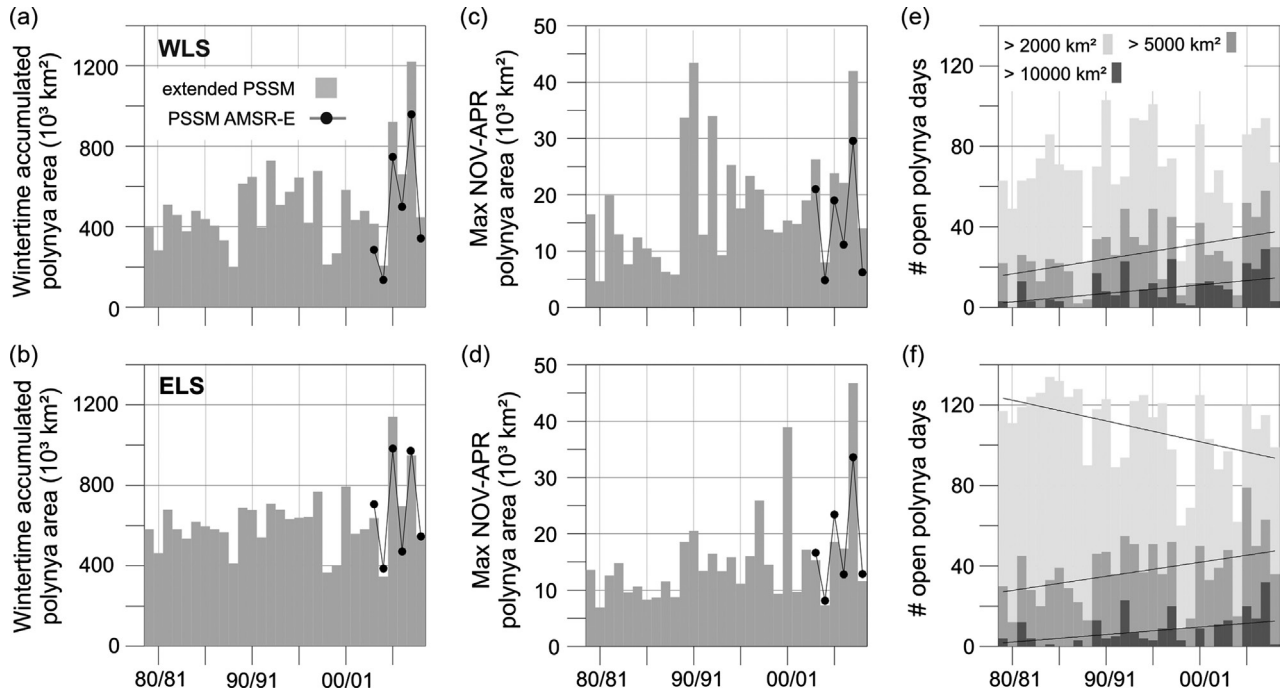 (a)
WLS
extended PSSM
PSSM AMSR-E
Wintertime accumulated
polynya area (10³ km²)
1200
800
400
0
(c)
Max NOV-APR
polynya area (10³ km²)
50
40
30
20
10
0
(e)
> 2000 km² > 5000 km²
> 10000 km²
# open polynya days
120
80
40
0
(b)
ELS
Wintertime accumulated
polynya area (10³ km²)
1200
800
400
0
80/81 90/91 00/01
(d)
Max NOV-APR
polynya area (10³ km²)
50
40
30
20
10
0
80/81 90/91 00/01
(f)
# open polynya days
120
80
40
0
80/81 90/91 00/01